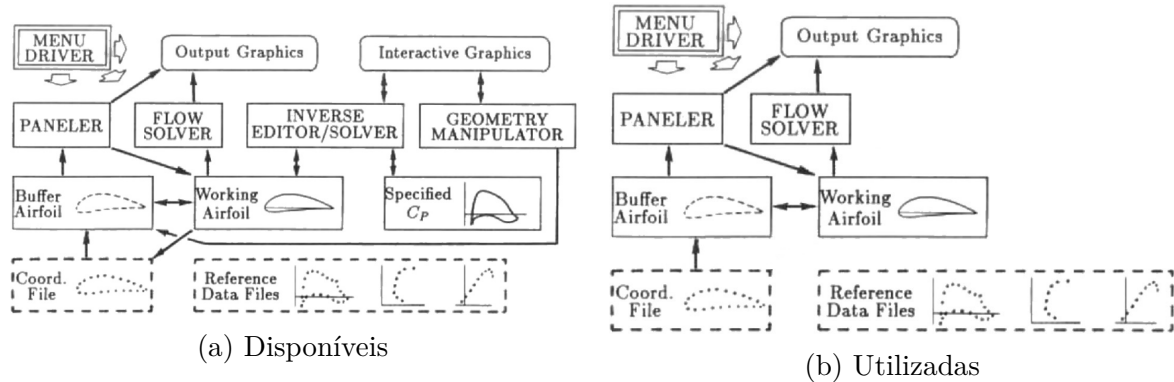 MENU
DRIVER
Output Graphics
Interactive Graphics
PANELER
FLOW
SOLVER
INVERSE
EDITOR/SOLVER
GEOMETRY
MANIPULATOR
Buffer
Airfoil
Working
Airfoil
Specified
C_P
Coord.
File
Reference
Data Files
(a) Disponíveis
MENU
DRIVER
Output Graphics
PANELER
FLOW
SOLVER
Buffer
Airfoil
Working
Airfoil
Coord.
File
Reference
Data Files
(b) Utilizadas